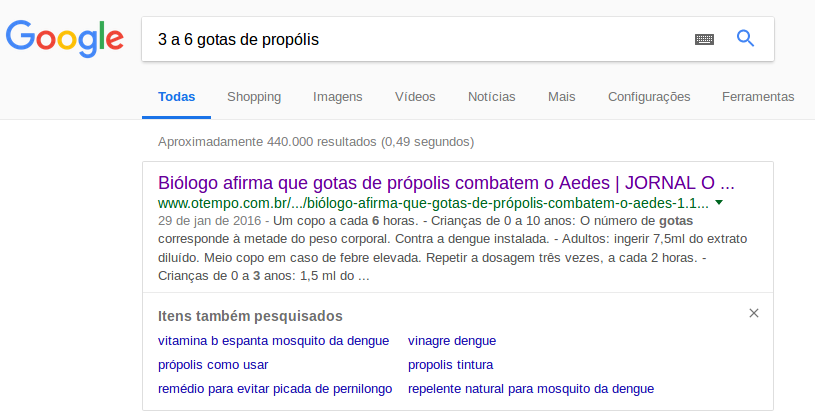 Google
3 a 6 gotas de propólis
Todas Shopping Imagens Vídeos Notícias Mais Configurações Ferramentas
Aproximadamente 440.000 resultados (0,49 segundos)
Biólogo afirma que gotas de própolis combatem o Aedes | JORNAL O ...
www.otempo.com.br/.../biólogo-afirma-que-gotas-de-própolis-combatem-o-aedes-1.1...
29 de jan de 2016 - Um copo a cada 6 horas. - Crianças de 0 a 10 anos: O número de gotas
corresponde à metade do peso corporal. Contra a dengue instalada. - Adultos: ingerir 7,5ml do extrato
diluído. Meio copo em caso de febre elevada. Repetir a dosagem três vezes, a cada 2 horas. -
Crianças de 0 a 3 anos: 1,5 ml do ...
Itens também pesquisados
vitamina b espanta mosquito da dengue vinagre dengue
própolis como usar propolis tintura
remédio para evitar picada de pernilongo repelente natural para mosquito da dengue